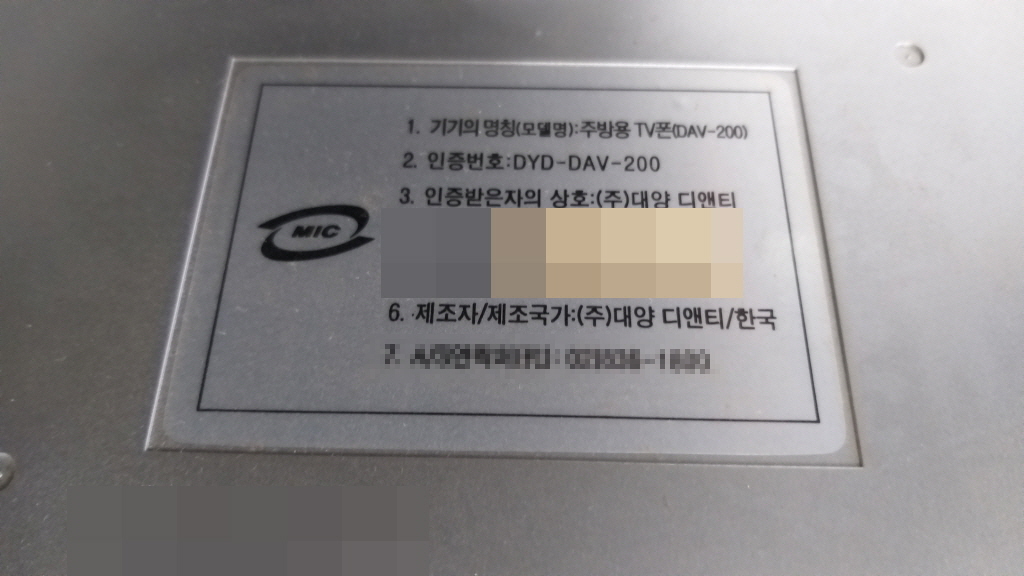 1. 기기의 명칭(모델명):주방용 TV폰(DAV-200)
2. 인증번호:DYD-DAV-200
3. 인증받은자의 상호:(주)대양 디앤티
MIC
6. 제조자/제조국가:(주)대양 디앤티/한국
7.